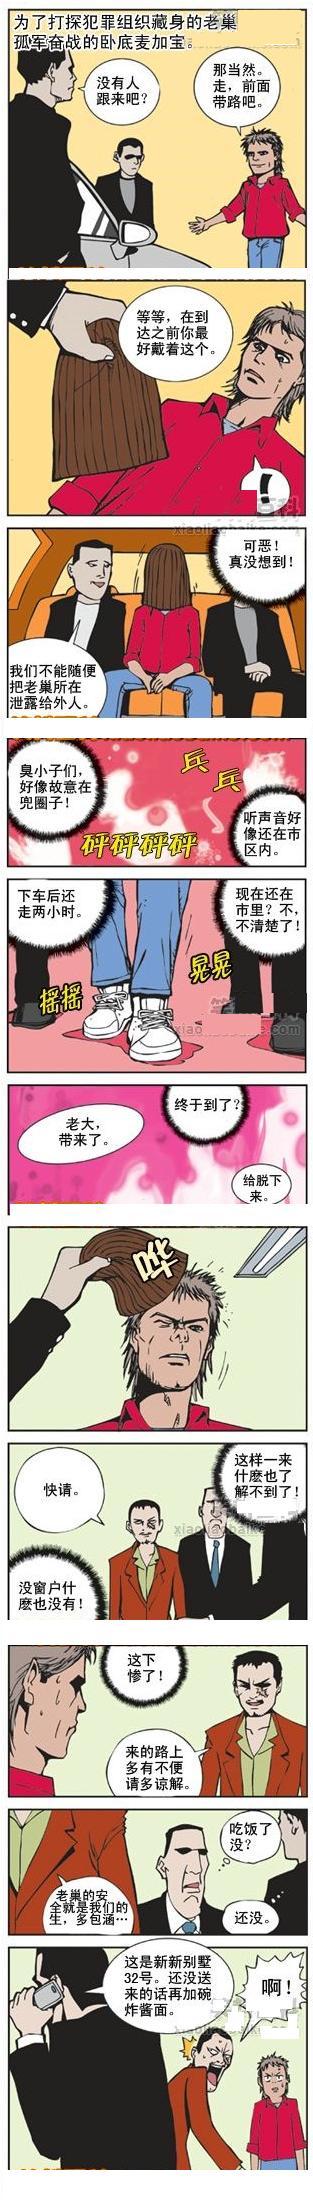 为了打探犯罪组织藏身的老巢
孤军奋战的卧底麦加宝。
没有人
跟来吧？
那当然。
走，前面
带路吧。
等等，在到
达之前你最
好戴着这个。
!
可恶！
真没想到！
我们不能随便
把老巢所在
泄露给外人。
臭小子们，
好像故意在
兜圈子！
乒
乓
砰砰砰砰
听声音好
像还在市
区内。
下车后还
走两小时。
现在还在
市里？不，
不清楚了！
摇摇
晃晃
终于到了？
老大，
带来了。
给脱下
来。
哗
快请。
这样一来
什麽也了
解不到了！
没窗户什
麽也没有！
这下
惨了！
来的路上
多有不便
请多谅解。
吃饭了
没？
老巢的安
全就是我们的
生，多包涵…
还没。
这是新新别墅
32号。还没送
来的话再加碗
炸酱面。
啊！